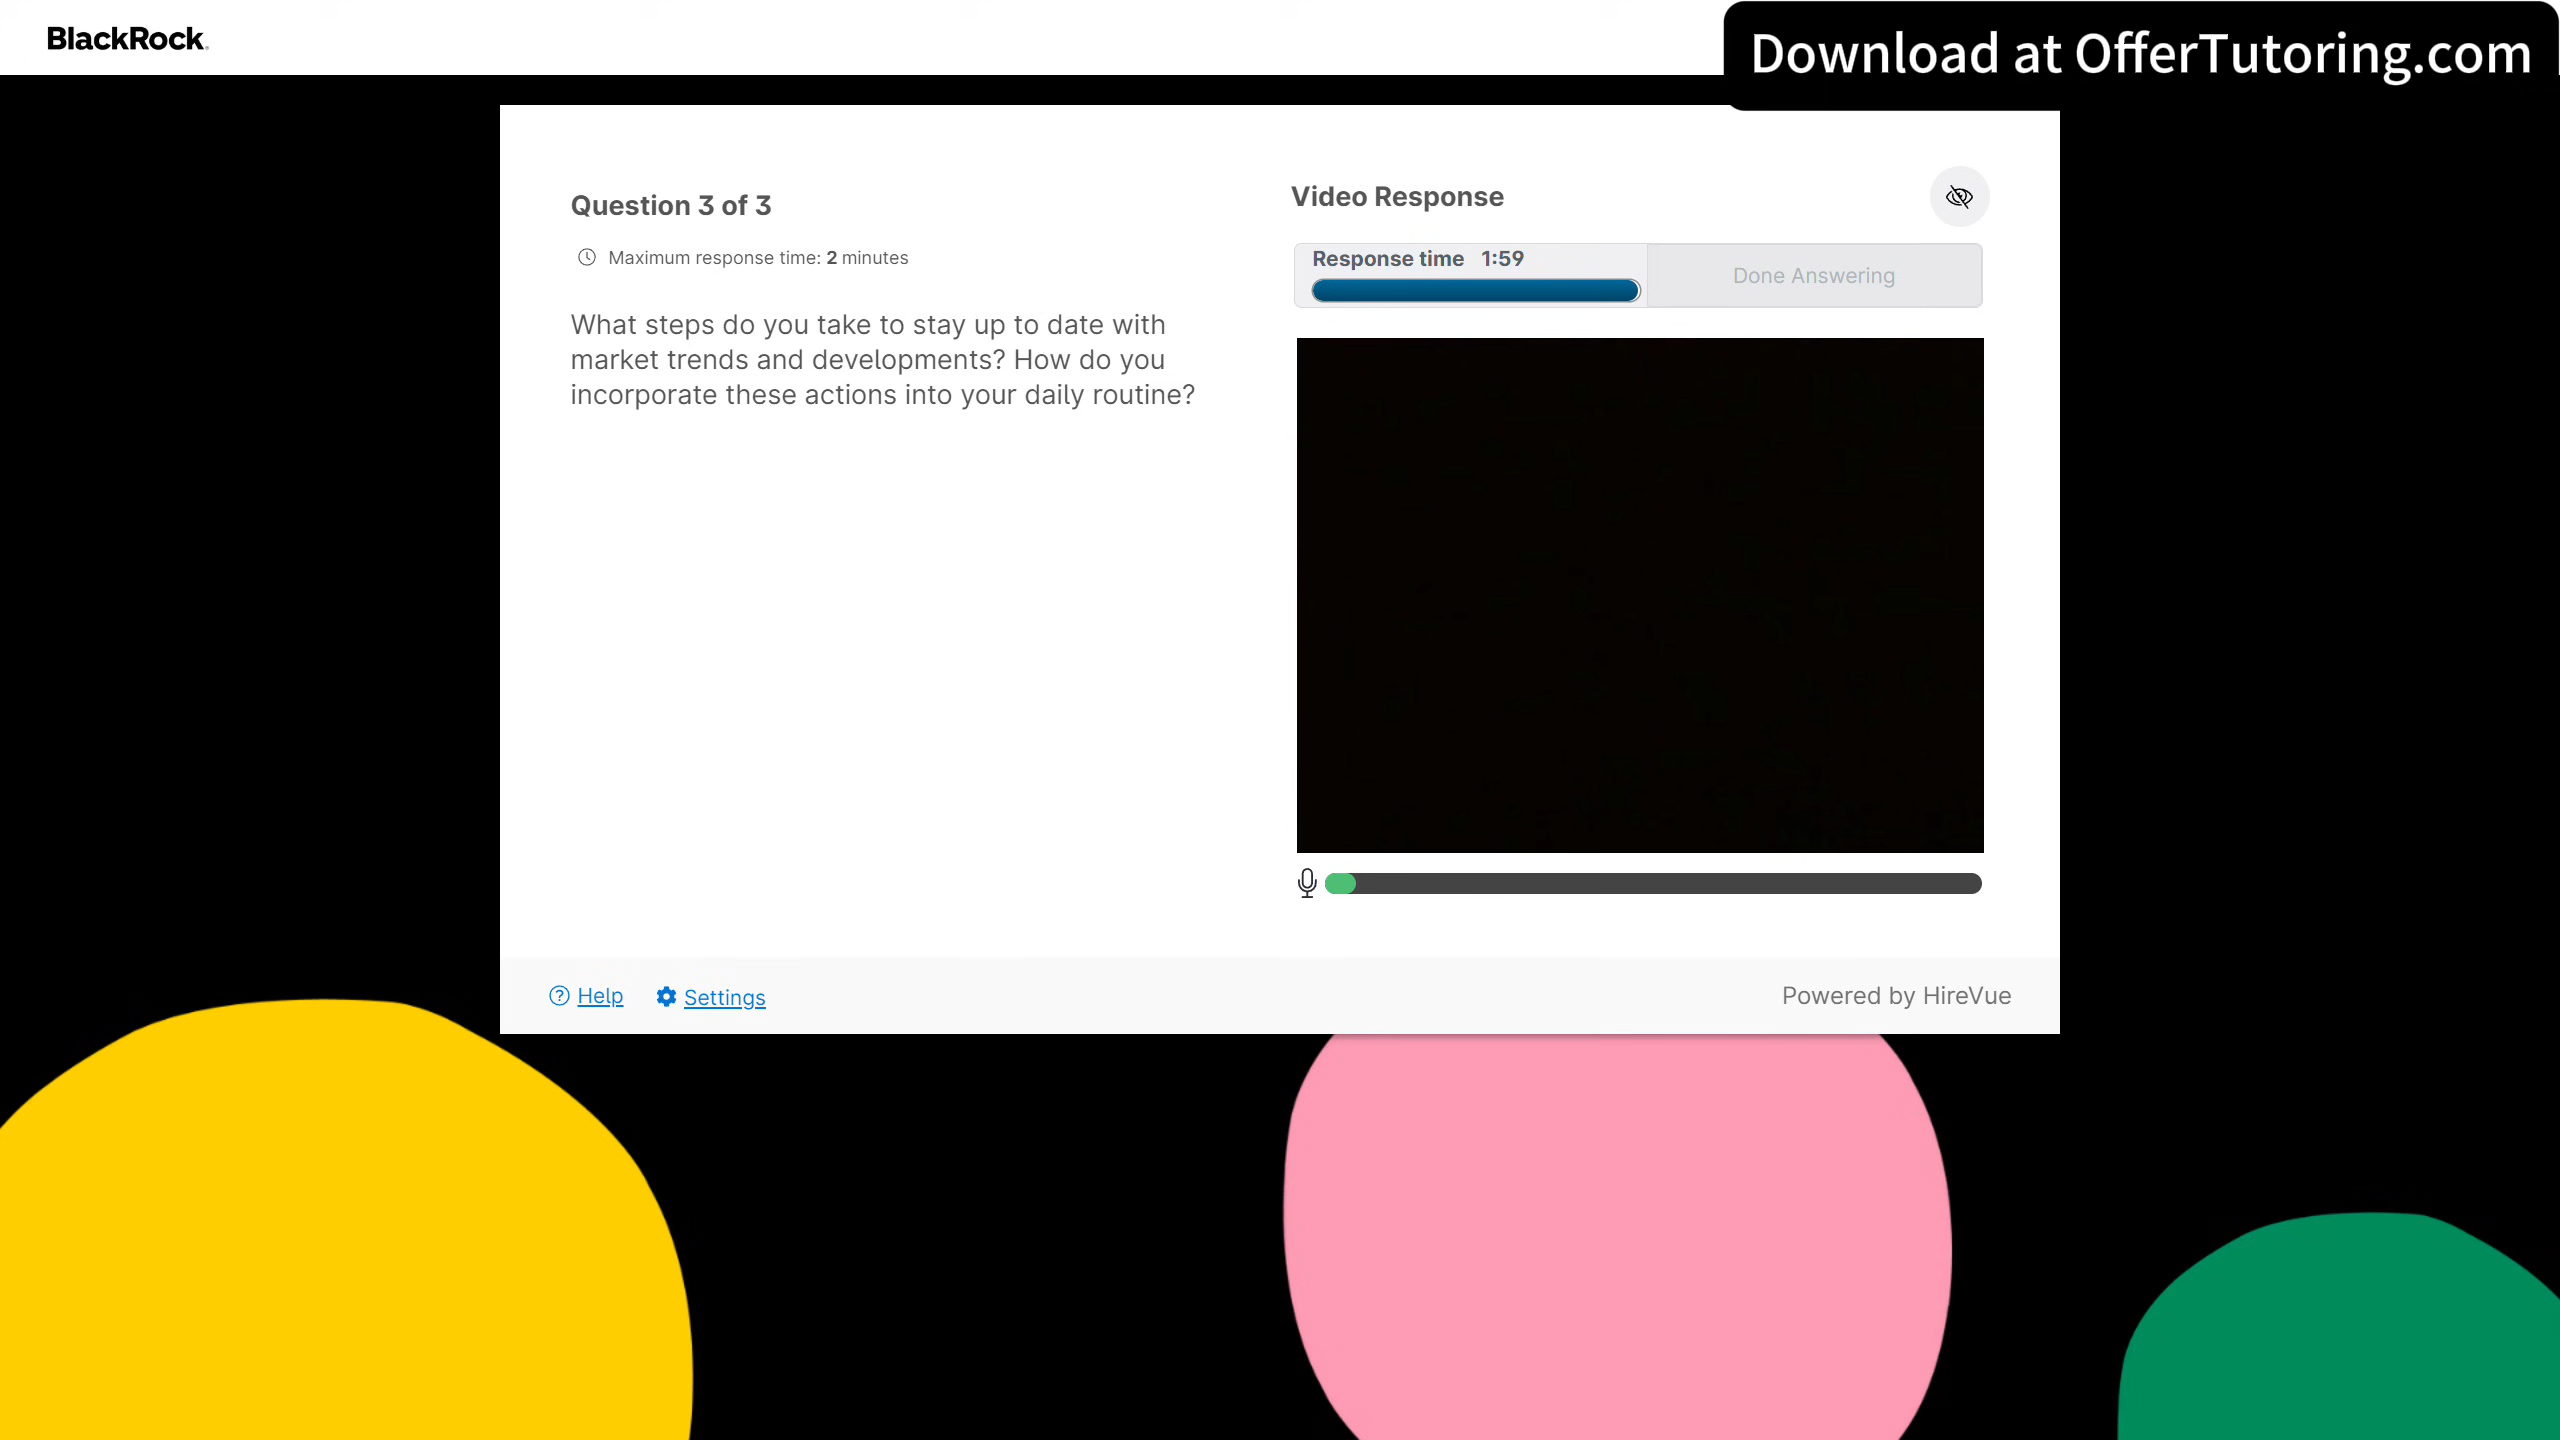 BlackRock
Download at OfferTutoring.com
Question 3 of 3
Maximum response time: 2 minutes
What steps do you take to stay up to date with
market trends and developments? How do you
incorporate these actions into your daily routine?
Video Response
Response time 1:59
Done Answering
Help
Settings
Powered by HireVue